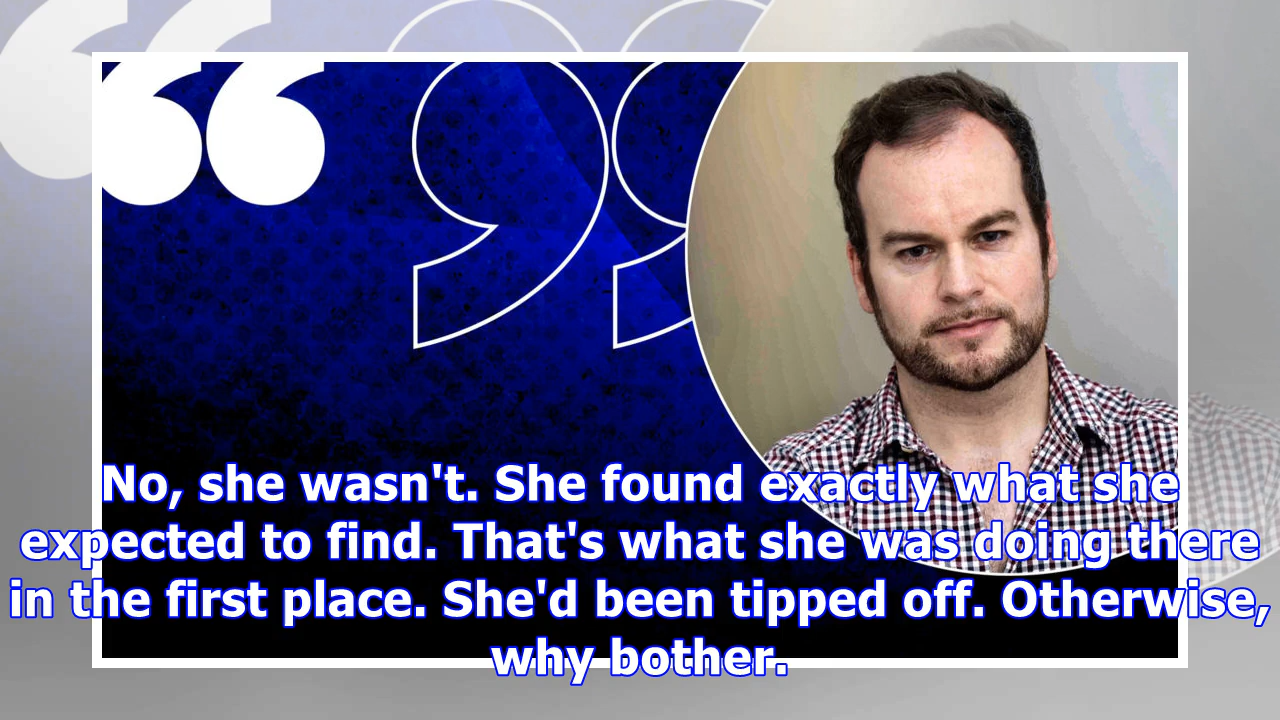 No, she wasn't. She found exactly what she
expected to find. That's what she was doing there
in the first place. She'd been tipped off. Otherwise,
why bother.